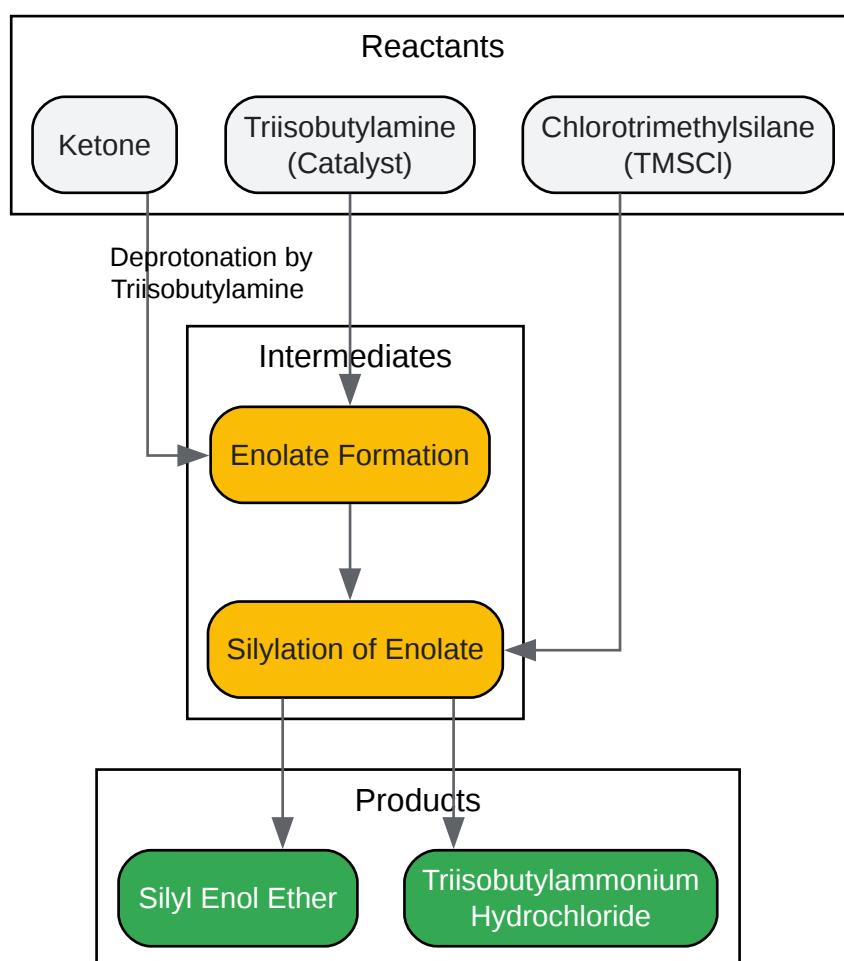 Reactants
Ketone
Triisobutylamine
(Catalyst)
Chlorotrimethylsilane
(TMSCl)
Deprotonation by
Triisobutylamine
Intermediates
Enolate Formation
Silylation of Enolate
Products
Silyl Enol Ether
Triisobutylammonium
Hydrochloride